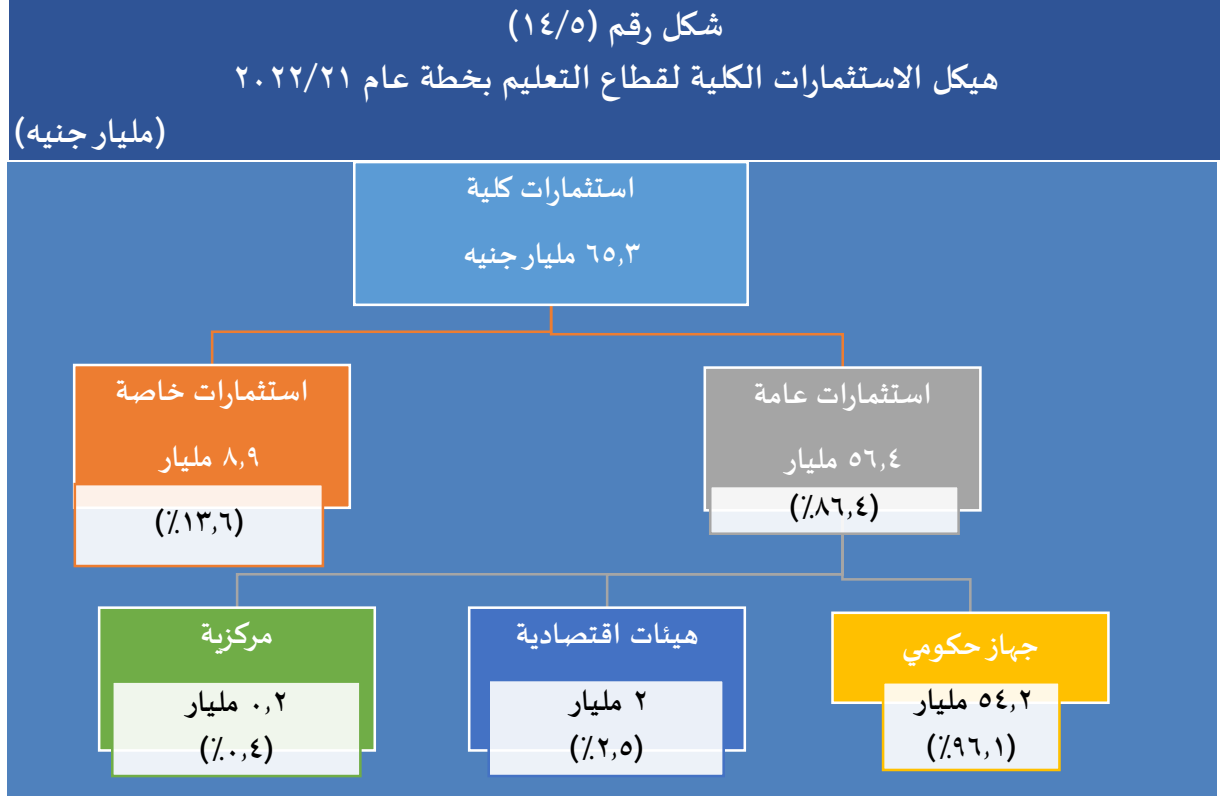 شكل رقم (١٤/٥)
هيكل الاستثمارات الكلية لقطاع التعليم بخطة عام ٢٠٢٢/٢١
(مليار جنيه)
استثمارات كلية
٦٥,٣ مليار جنيه
استثمارات عامة
٥٦,٤ مليار
(٨٦,٤٪)
استثمارات خاصة
٨,٩ مليار
(١٣,٦٪)
جهاز حكومي
٥٤,٢ مليار
(٩٦,١٪)
هيئات اقتصادية
٢ مليار
(٢,٥٪)
مركزية
٠,٢ مليار
(٠,٤٪)